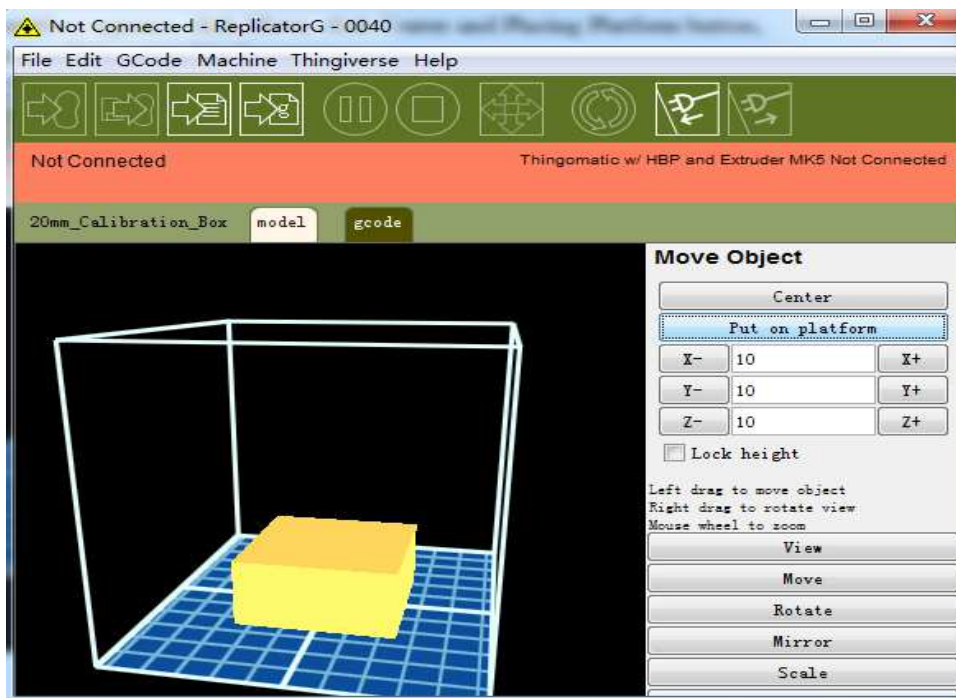 Not Connected - ReplicatorG - 0040
File Edit GCode Machine Thingiverse Help
Not Connected
Thingomatic w/ HBP and Extruder MK5 Not Connected
20mm_Calibration_Box model gcode
Move Object
Center
Put on platform
X- 10 X+
Y- 10 Y+
Z- 10 Z+
Lock height
Left drag to move object
Right drag to rotate view
Mouse wheel to zoom
View
Move
Rotate
Mirror
Scale